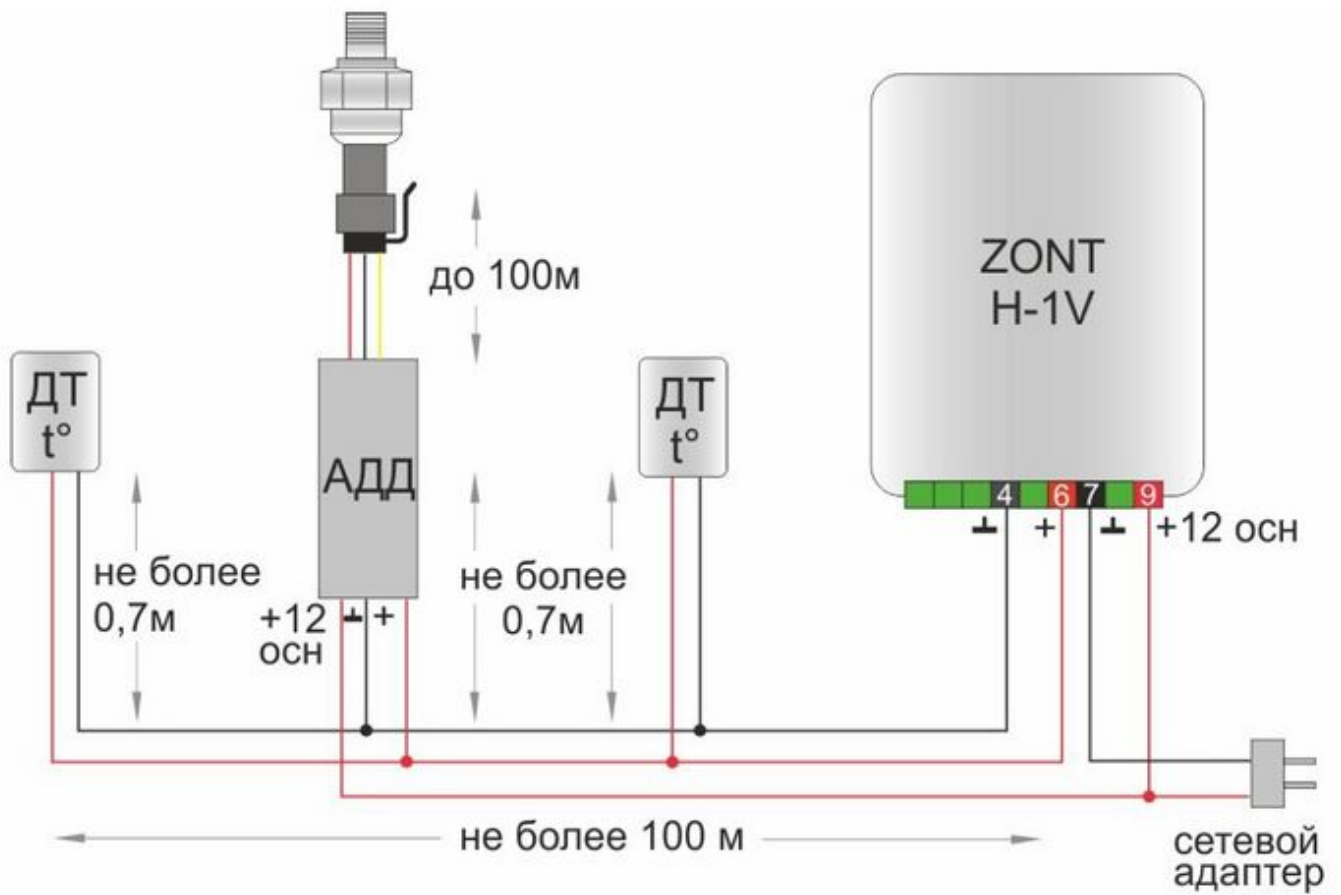 ZONT
H-1V
до 100м
ДТ
t°
АДД
ДТ
t°
4 6 7 9
+ +12 осн
не более
0,7м
+12 +
осн
не более
0,7м
не более 100 м
сетевой
адаптер